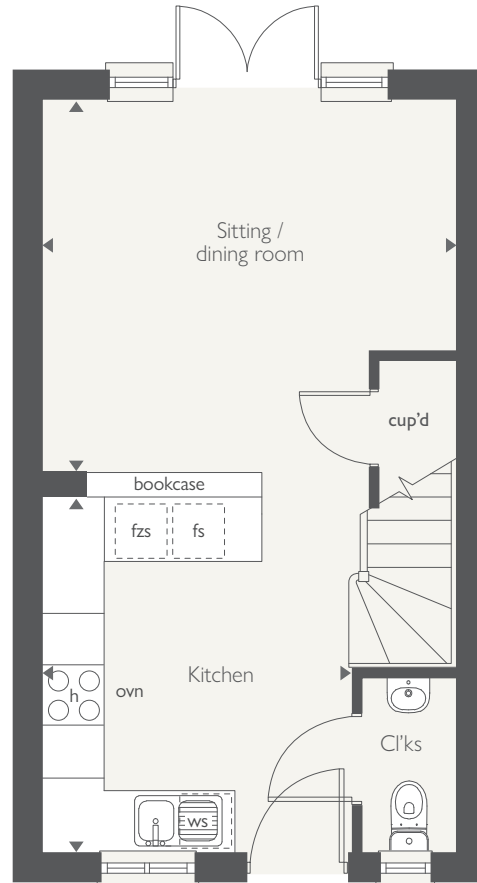 Sitting /
dining room
cup'd
bookcase
fzs
fs
h
ovn
Kitchen
Cl'ks
ws